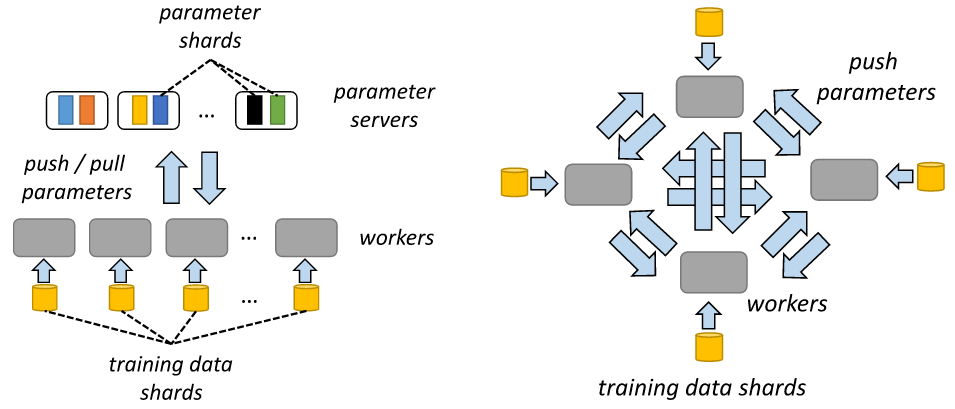 parameter
shards
parameter
servers
...
push / pull
parameters
...
workers
...
training data
shards
push
parameters
workers
training data shards